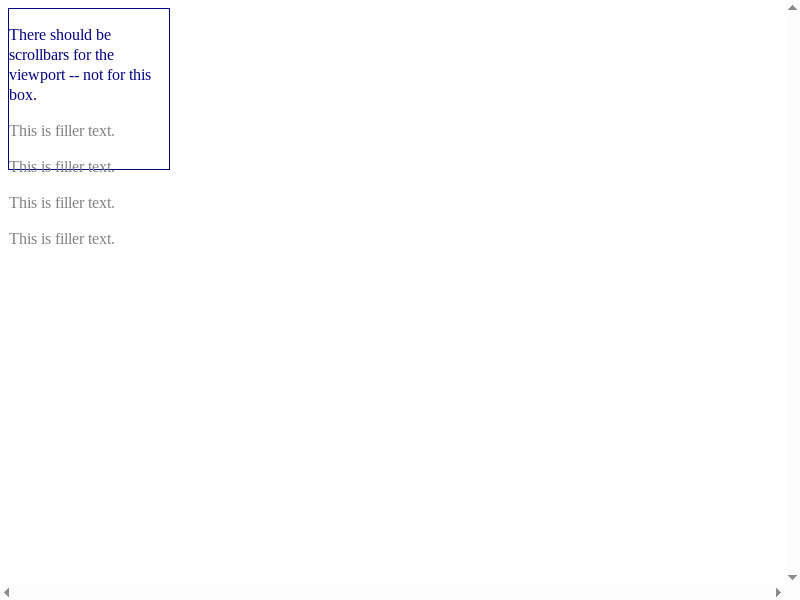 There should be
scrollbars for the
viewport -- not for this
box.
This is filler text.
This is filler text.
This is filler text.
This is filler text.